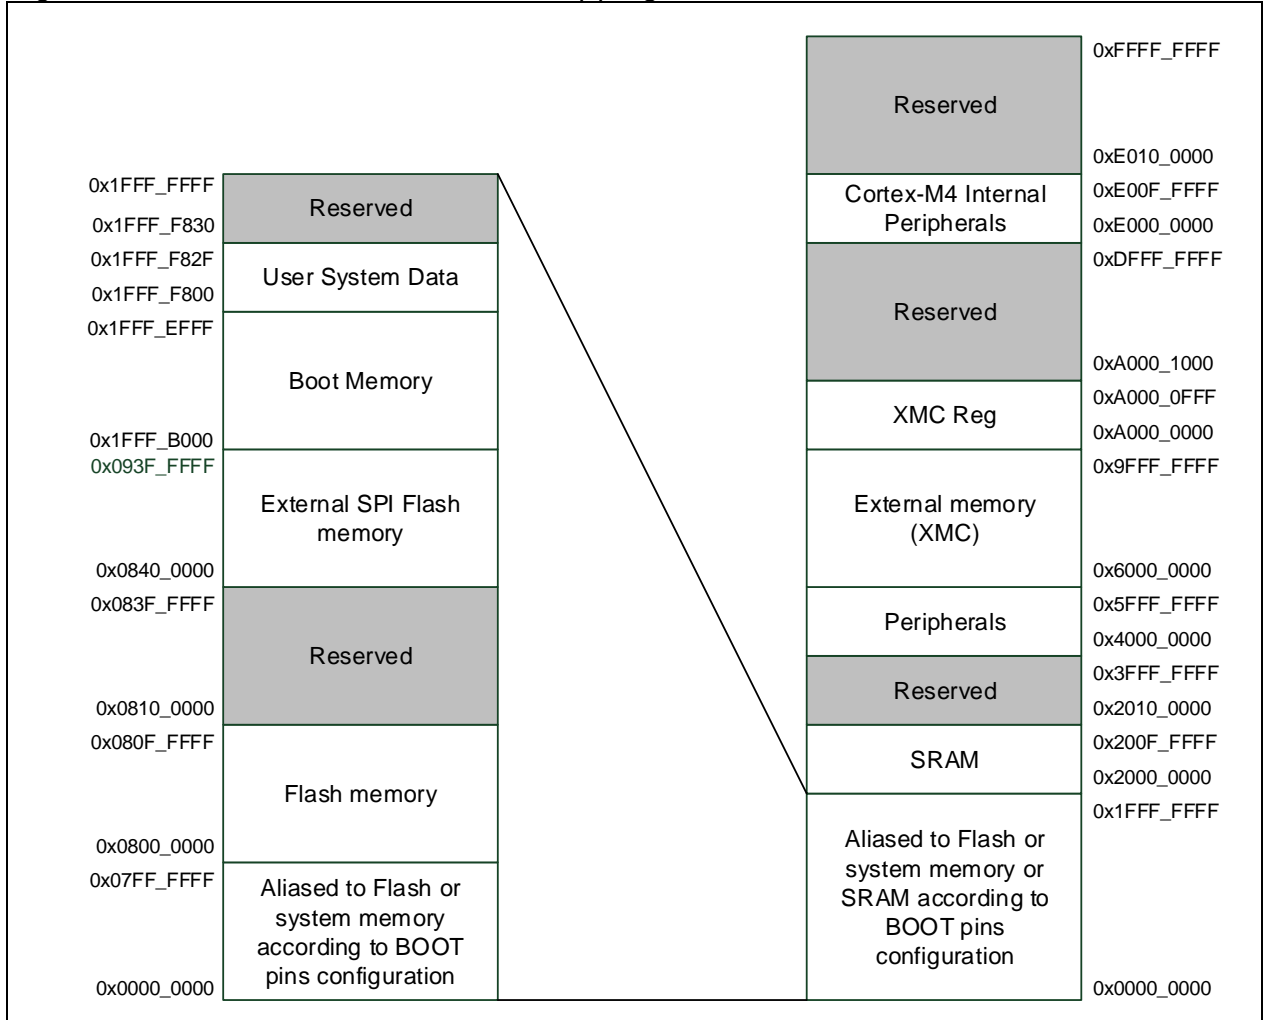 0x1FFF_FFFF
Reserved
0x1FFF_F830
0x1FFF_F82F
User System Data
0x1FFF_F800
0x1FFF_EFFF
Boot Memory
0x1FFF_B000
0x093F_FFFF
External SPI Flash
memory
0x0840_0000
0x083F_FFFF
Reserved
0x0810_0000
0x080F_FFFF
Flash memory
0x0800_0000
0x07FF_FFFF
Aliased to Flash or
system memory
according to BOOT
pins configuration
0x0000_0000
0xFFFF_FFFF
Reserved
0xE010_0000
Cortex-M4 Internal
Peripherals
0xE00F_FFFF
0xE000_0000
0xDFFF_FFFF
Reserved
0xA000_1000
0xA000_0FFF
XMC Reg
0xA000_0000
0x9FFF_FFFF
External memory
(XMC)
0x6000_0000
0x5FFF_FFFF
Peripherals
0x4000_0000
0x3FFF_FFFF
Reserved
0x2010_0000
0x200F_FFFF
SRAM
0x2000_0000
0x1FFF_FFFF
Aliased to Flash or
system memory or
SRAM according to
BOOT pins
configuration
0x0000_0000